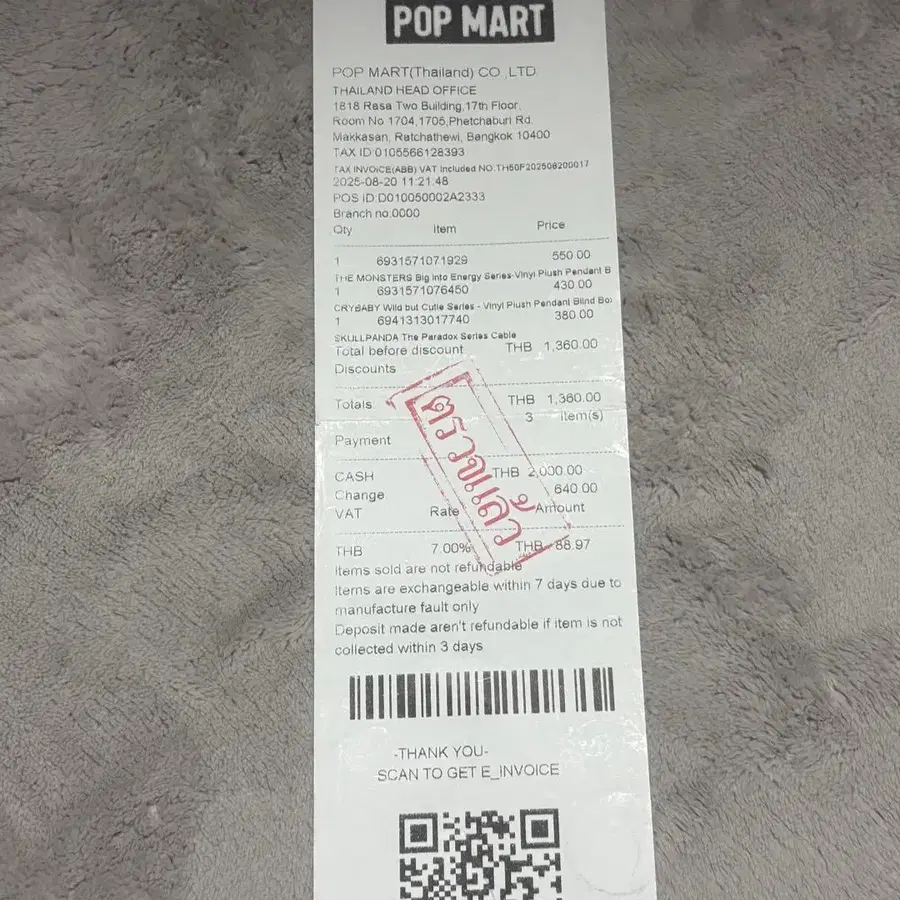 POP MART
POP MART(Thailand) CO.,LTD
THAILAND HEAD OFFICE
1818 Rasa Two Building,17th Floor,
Room No 1704,1705,Phetchaburi Rd.
Makkasan, Ratchathewi, Bangkok 10400
TAX ID:0105566128393
TAX INVOICE(ABB) VAT Included NO:TH50F202508200017
2025-08-20 11:21:48
POS ID:D010050002A2333
Branch no:0000
Qty Item Price
1 6931571071929 550.00
THE MONSTERS Big into Energy Series-Vinyl Plush Pendant B
1 6931571076450 430.00
CRYBABY Wild but Cutie Series - Vinyl Plush Pendant Blind Box
1 6941313017740 380.00
SKULLPANDA The Paradox Series Cable
Total before discount THB 1,360.00
Discounts
Totals: THB 1,360.00
3 item(s)
Payment
CASH THB 2,000.00
Change 640.00
VAT Rate Amount
THB 7.00% THB 88.97
ตรวจแล้ว
Items sold are not refundable
Items are exchangeable within 7 days due to
manufacture fault only
Deposit made aren't refundable if item is not
collected within 3 days
-THANK YOU-
SCAN TO GET E_INVOICE